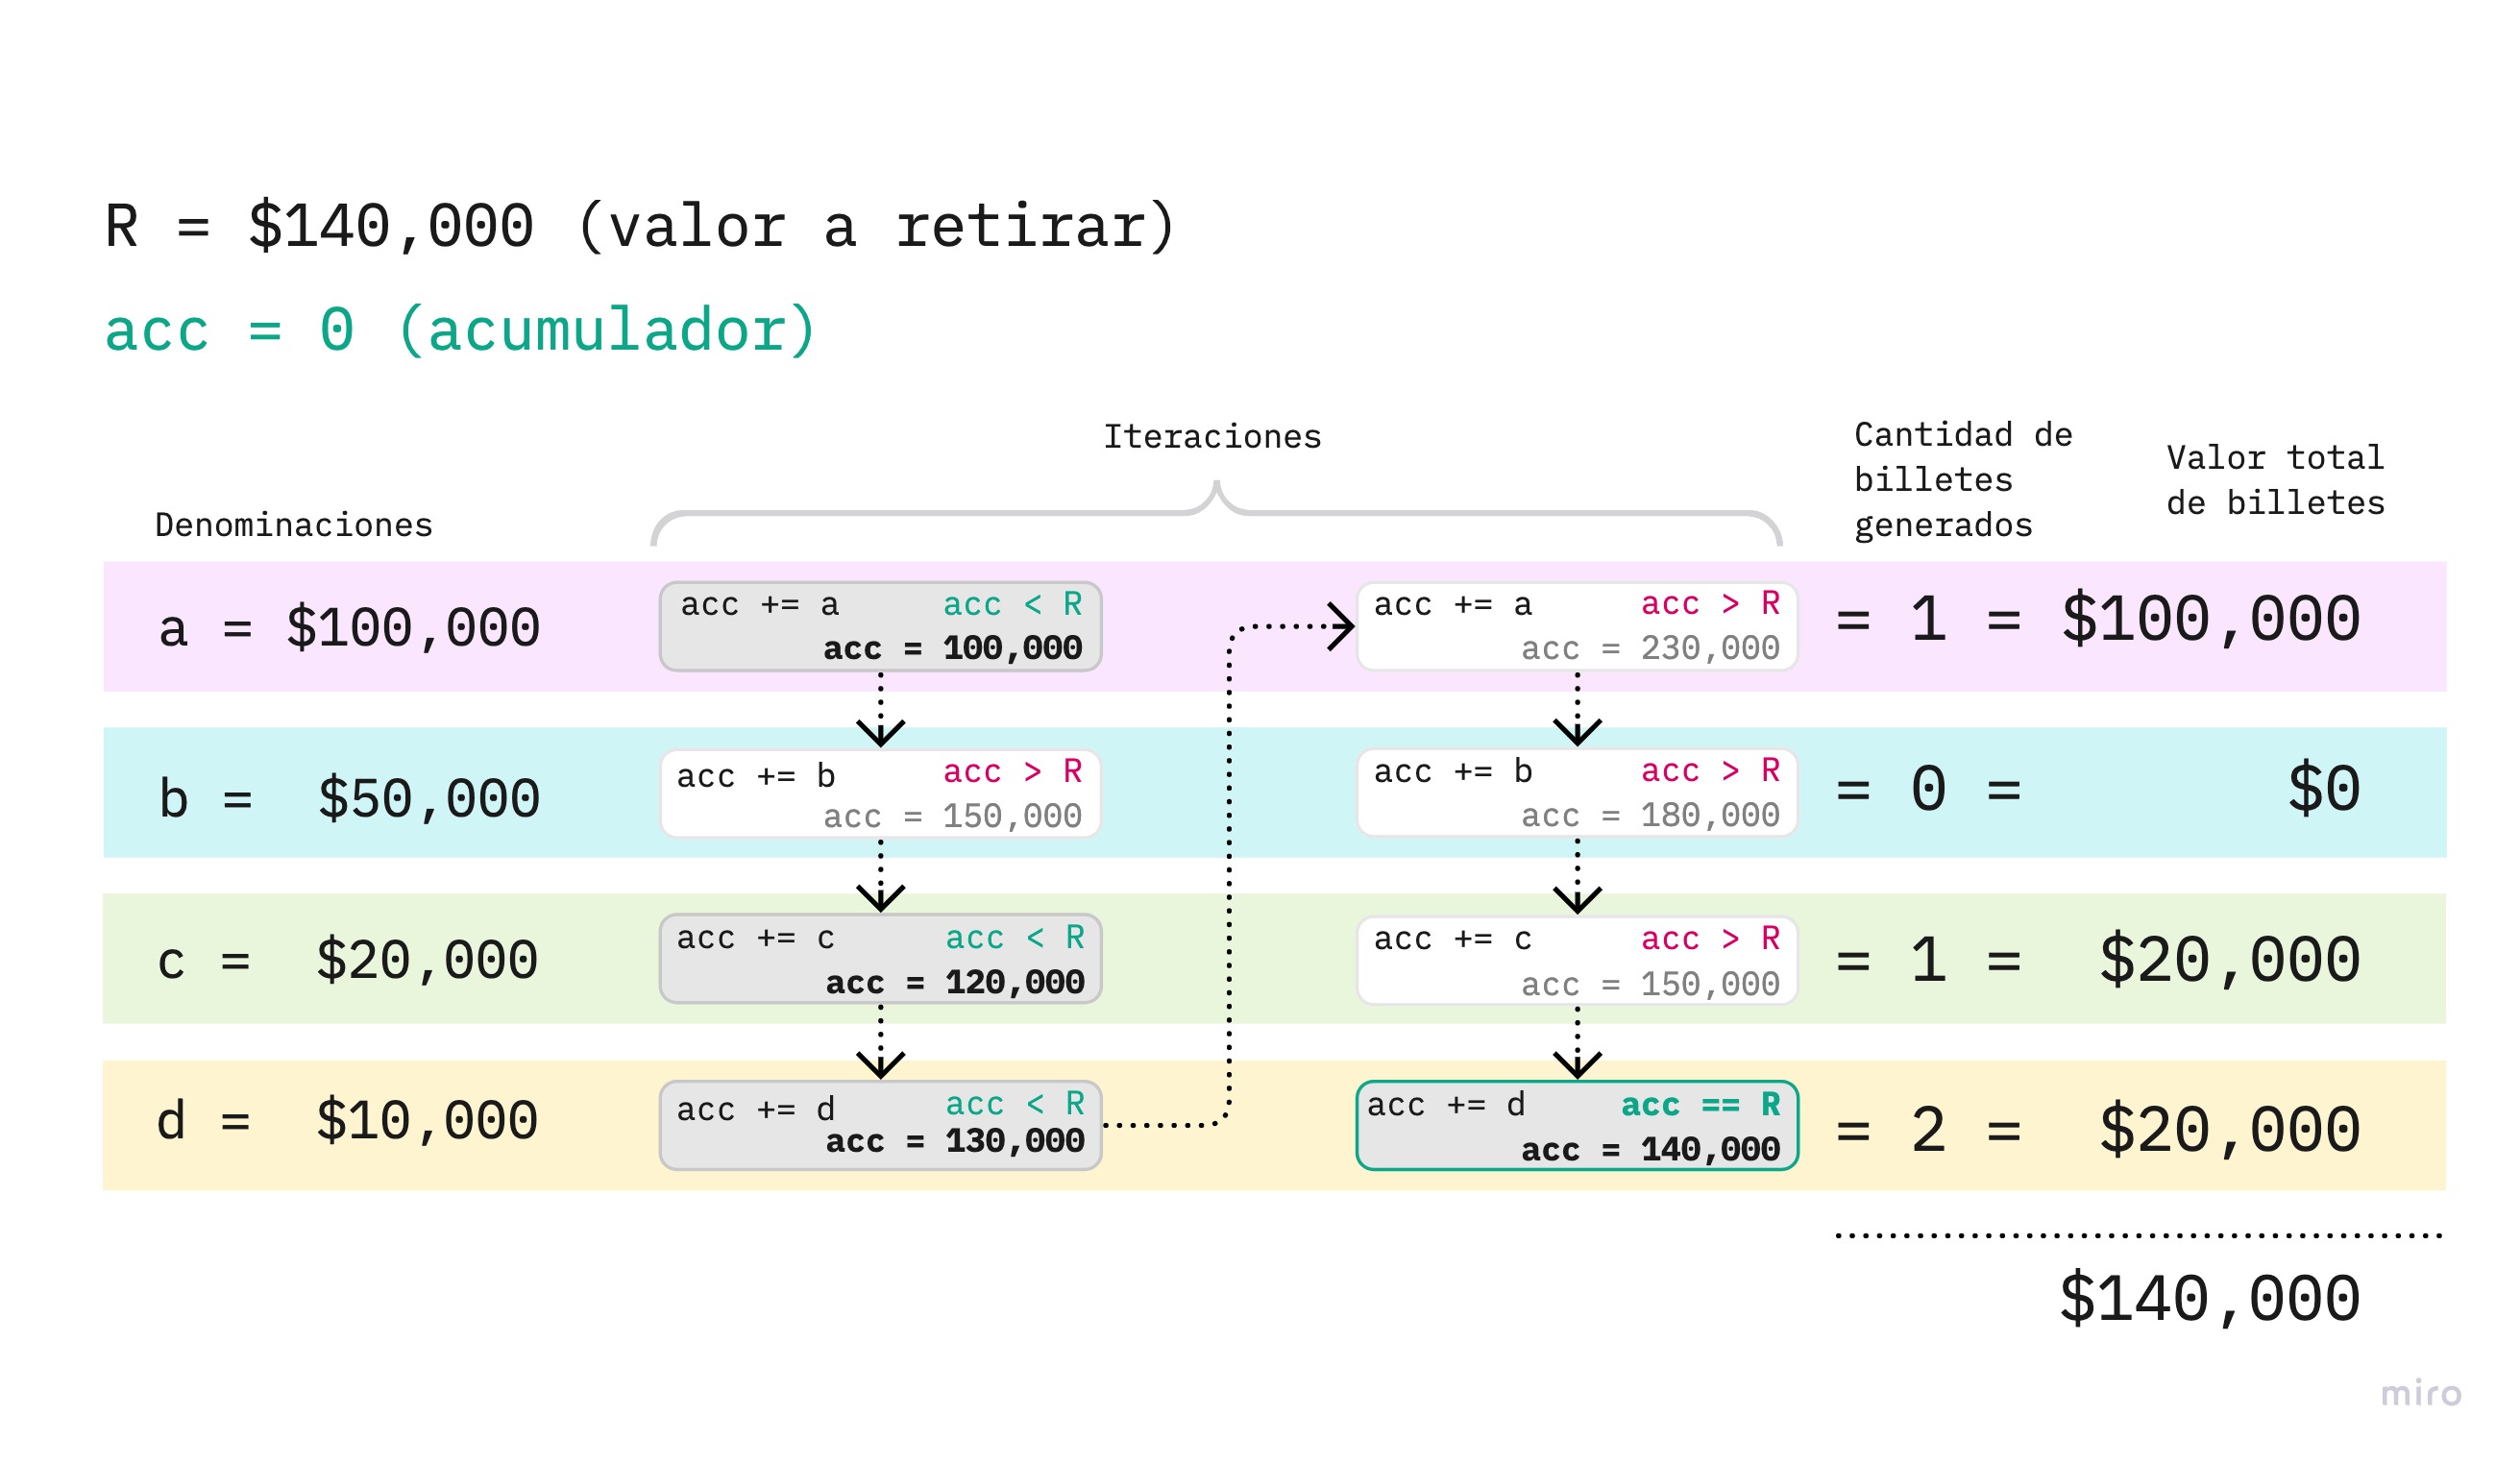 R = $140,000 (valor a retirar)
acc = 0 (acumulador)
Iteraciones
Cantidad de
billetes
generados
Valor total
de billetes
Denominaciones
a = $100,000
acc += a acc < R
acc = 100,000
acc += a acc > R
acc = 230,000
= 1 = $100,000
b = $50,000
acc += b acc > R
acc = 150,000
acc += b acc > R
acc = 180,000
= 0 = $0
c = $20,000
acc += c acc < R
acc = 120,000
acc += c acc > R
acc = 150,000
= 1 = $20,000
d = $10,000
acc += d acc < R
acc = 130,000
acc += d acc == R
acc = 140,000
= 2 = $20,000
$140,000
miro